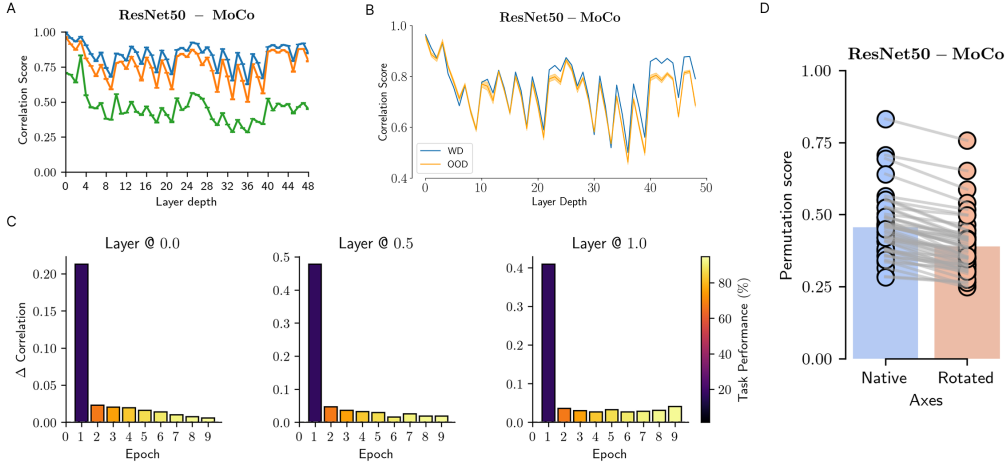 A
ResNet50 – MoCo
Correlation Score
1.00
0.75
0.50
0.25
0.00
0 4 8 12 16 20 24 28 32 36 40 44 48
Layer depth
B
ResNet50 – MoCo
Correlation Score
1.0
0.8
0.6
0.4
WD
OOD
0 10 20 30 40 50
Layer Depth
C
Layer @ 0.0
Δ Correlation
0.20
0.15
0.10
0.05
0.00
0 1 2 3 4 5 6 7 8 9
Epoch
Layer @ 0.5
0.5
0.4
0.3
0.2
0.1
0.0
0 1 2 3 4 5 6 7 8 9
Epoch
Layer @ 1.0
0.4
0.3
0.2
0.1
0.0
0 1 2 3 4 5 6 7 8 9
Epoch
80
60
40
20
Task Performance (%)
D
ResNet50 – MoCo
Permutation score
1.00
0.75
0.50
0.25
0.00
Native Rotated
Axes